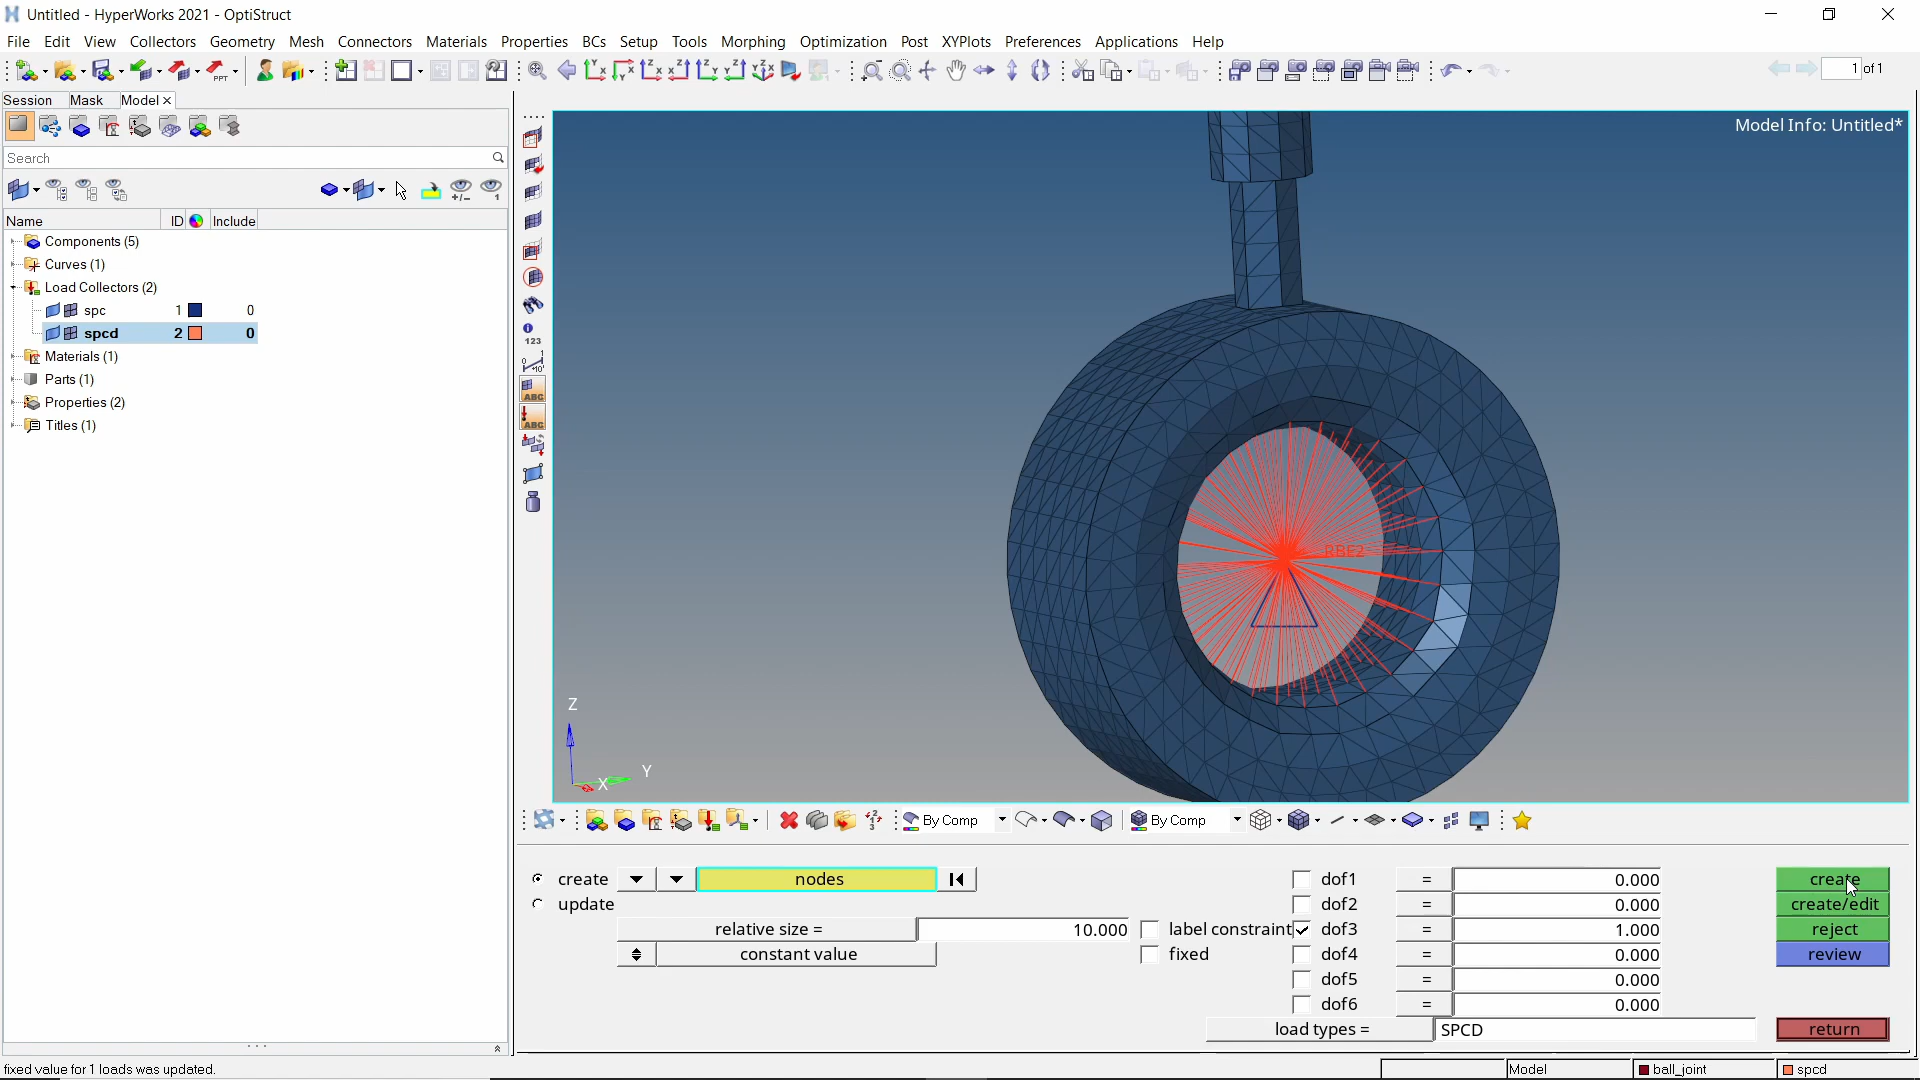 Untitled - HyperWorks 2021 - OptiStruct
File Edit View Collectors Geometry Mesh Connectors Materials Properties BCs Setup Tools Morphing Optimization Post XYPlots Preferences Applications Help
1 of 1
Session Mask Model
Model Info: Untitled*
Search
Name ID Include
Components (5)
Curves (1)
Load Collectors (2)
spc 1 0
spcd 2 0
Materials (1)
Parts (1)
Properties (2)
Titles (1)
123
ABC
ABC
RBE2
Z
Y
X
By Comp By Comp
create nodes dof1 = 0.000 create
update dof2 = 0.000 create/edit
relative size = 10.000 label constraint dof3 = 1.000 reject
constant value fixed dof4 = 0.000 review
dof5 = 0.000
dof6 = 0.000
load types = SPCD return
fixed value for 1 loads was updated. Model ball_joint spcd